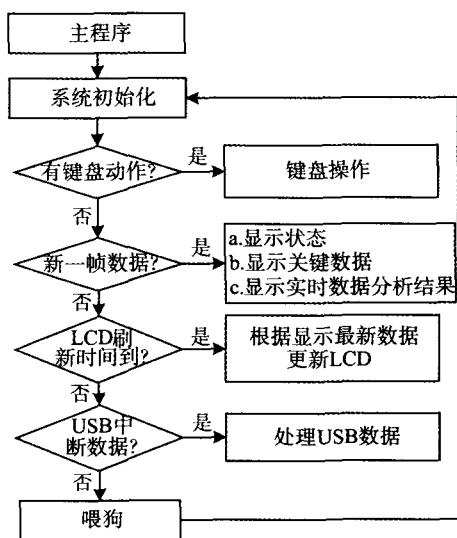 主程序
系统初始化
有键盘动作?
是
键盘操作
否
新一帧数据?
是
a.显示状态
b.显示关键数据
c.显示实时数据分析结果
否
LCD刷
新时间到?
是
根据显示最新数据
更新LCD
否
USB中
断数据?
是
处理USB数据
否
喂狗